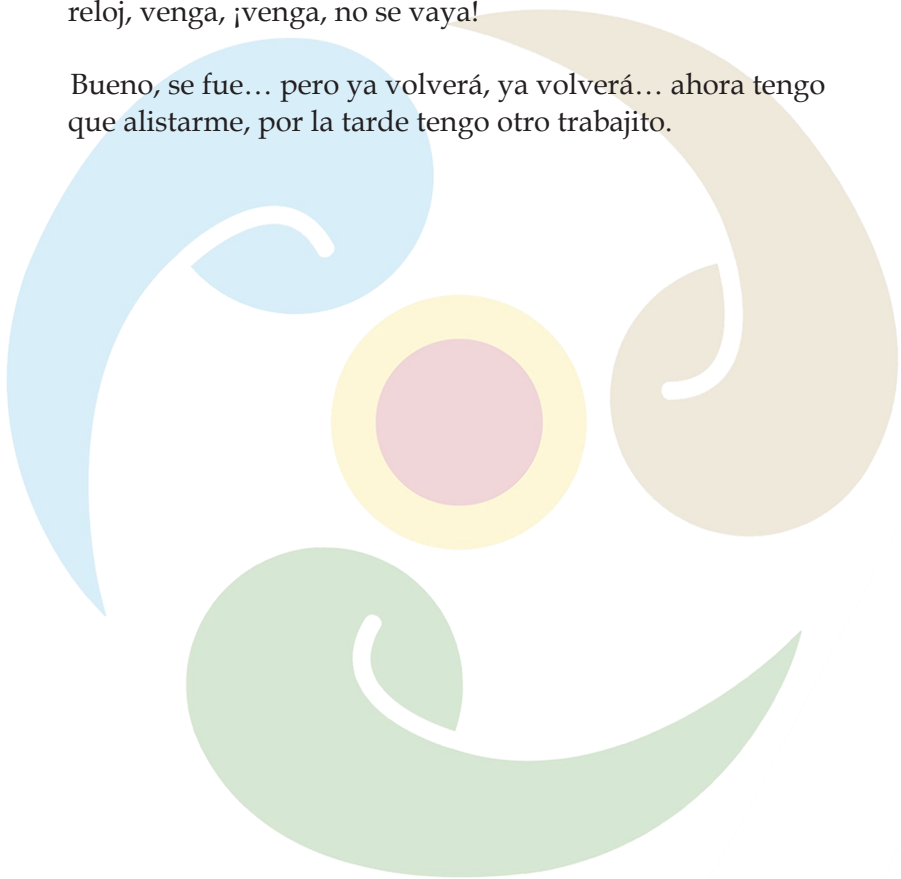 reloj, venga, ¡venga, no se vaya!
Bueno, se fue… pero ya volverá, ya volverá… ahora tengo
que alistarme, por la tarde tengo otro trabajito.